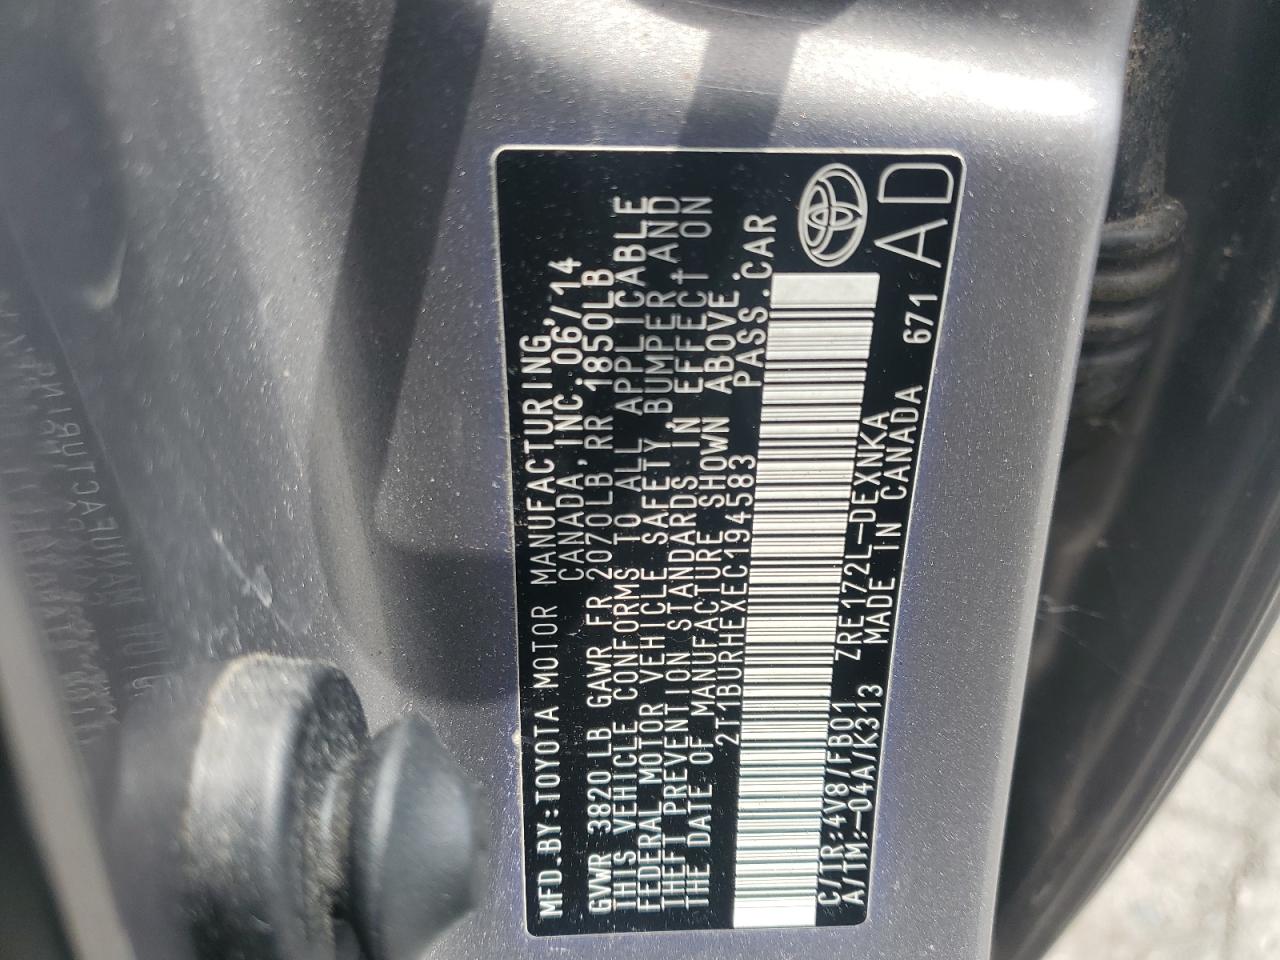 MFD.BY:TOYOTA MOTOR MANUFACTURING,
CANADA, INC. 06/14
GVWR 3820 LB GAWR FR 2070LB RR 1850LB
THIS VEHICLE CONFORMS TO ALL APPLICABLE
FEDERAL MOTOR VEHICLE SAFETY, BUMPER AND
THEFT PREVENTION STANDARDS IN EFFECT ON
THE DATE OF MANUFACTURE SHOWN ABOVE.
2T1BURHEXEC194583 PASS.CAR
C/TR:4V8/FB01 ZRE172L-DEXNKA
A/TM:-04A/K313 MADE IN CANADA 671
AD